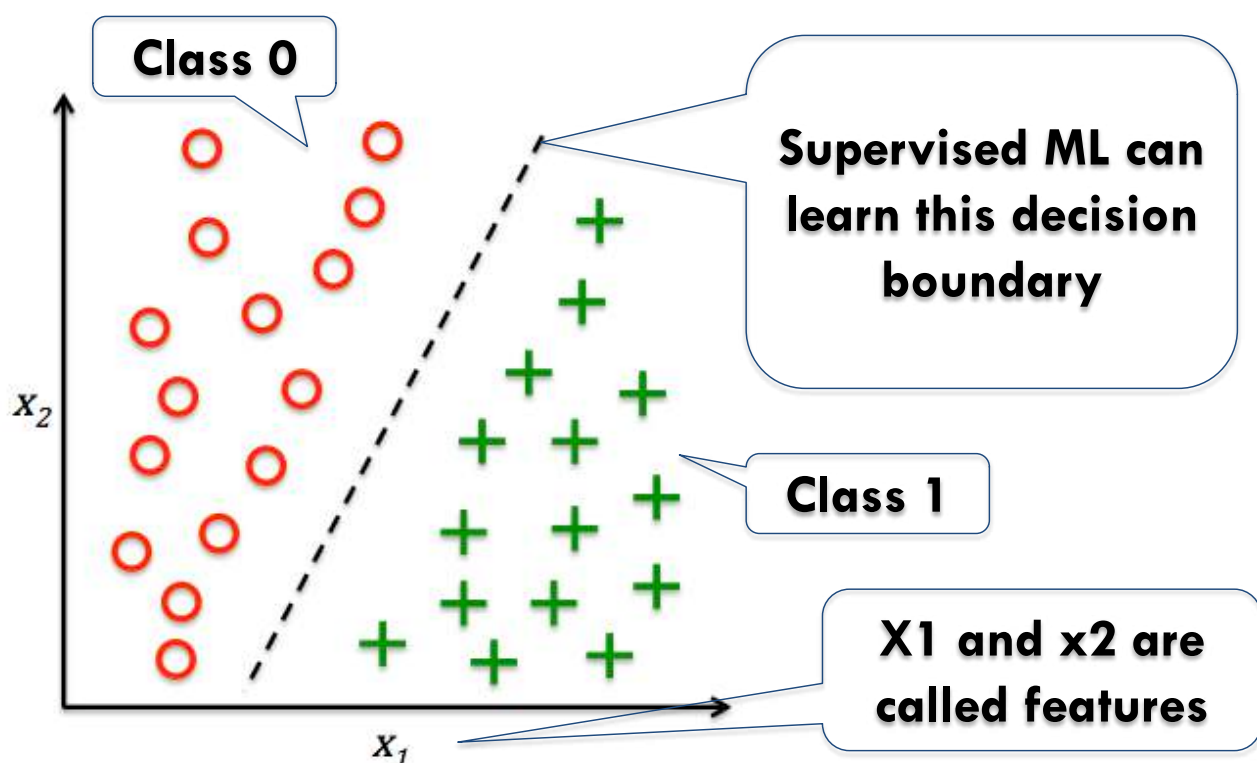 Class 0
Supervised ML can
learn this decision
boundary
x₂
Class 1
X1 and x2 are
called features
x₁